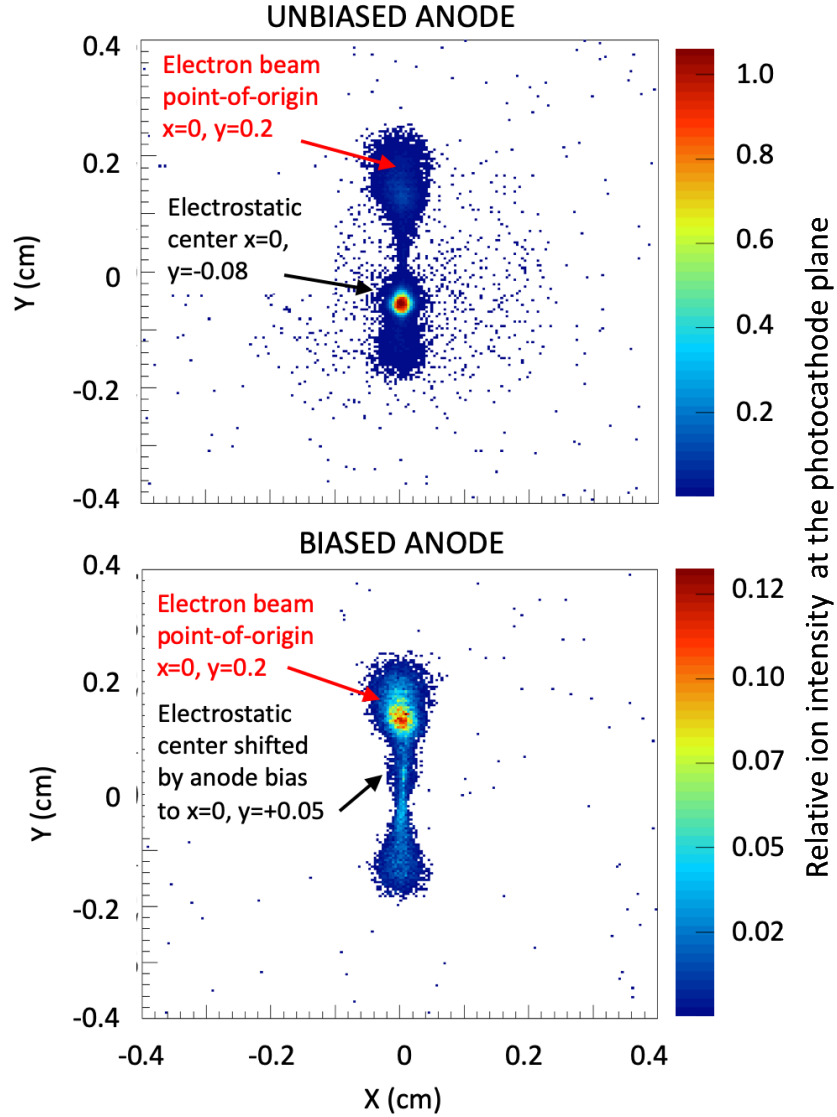 UNBIASED ANODE
0.4
0.2
0
-0.2
-0.4
Y (cm)
Electron beam
point-of-origin
x=0, y=0.2
Electrostatic
center x=0,
y=-0.08
1.0
0.8
0.6
0.4
0.2
BIASED ANODE
0.4
0.2
0
-0.2
-0.4
Y (cm)
Electron beam
point-of-origin
x=0, y=0.2
Electrostatic
center shifted
by anode bias
to x=0, y=+0.05
0.12
0.10
0.07
0.05
0.02
Relative ion intensity at the photocathode plane
-0.4 -0.2 0 0.2 0.4
X (cm)